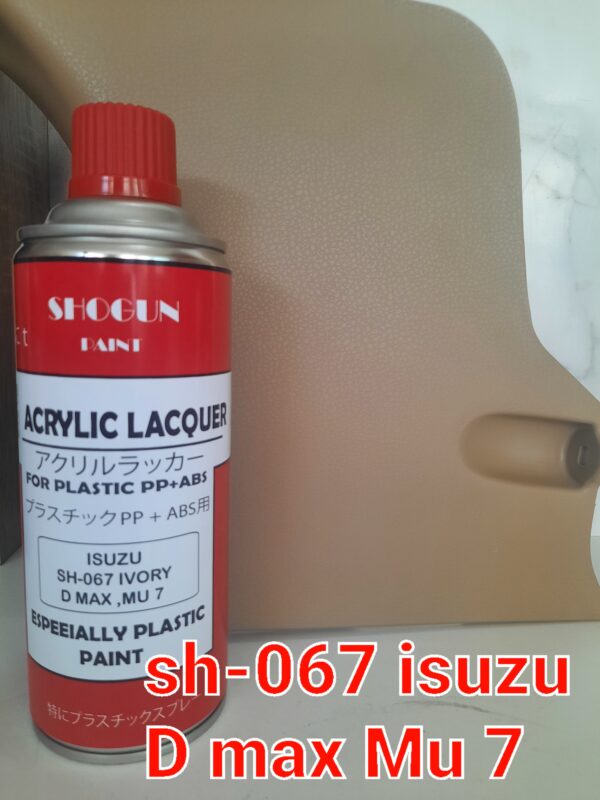 SHOGUN
PAINT
ct
ACRYLIC LACQUER
アクリルラッカー
FOR PLASTIC PP+ABS
プラスチックPP + ABS用
ISUZU
SH-067 IVORY
D MAX ,MU 7
ESPEEIALLY PLASTIC
PAINT
特にプラスチックスプレー
sh-067 isuzu
D max Mu 7